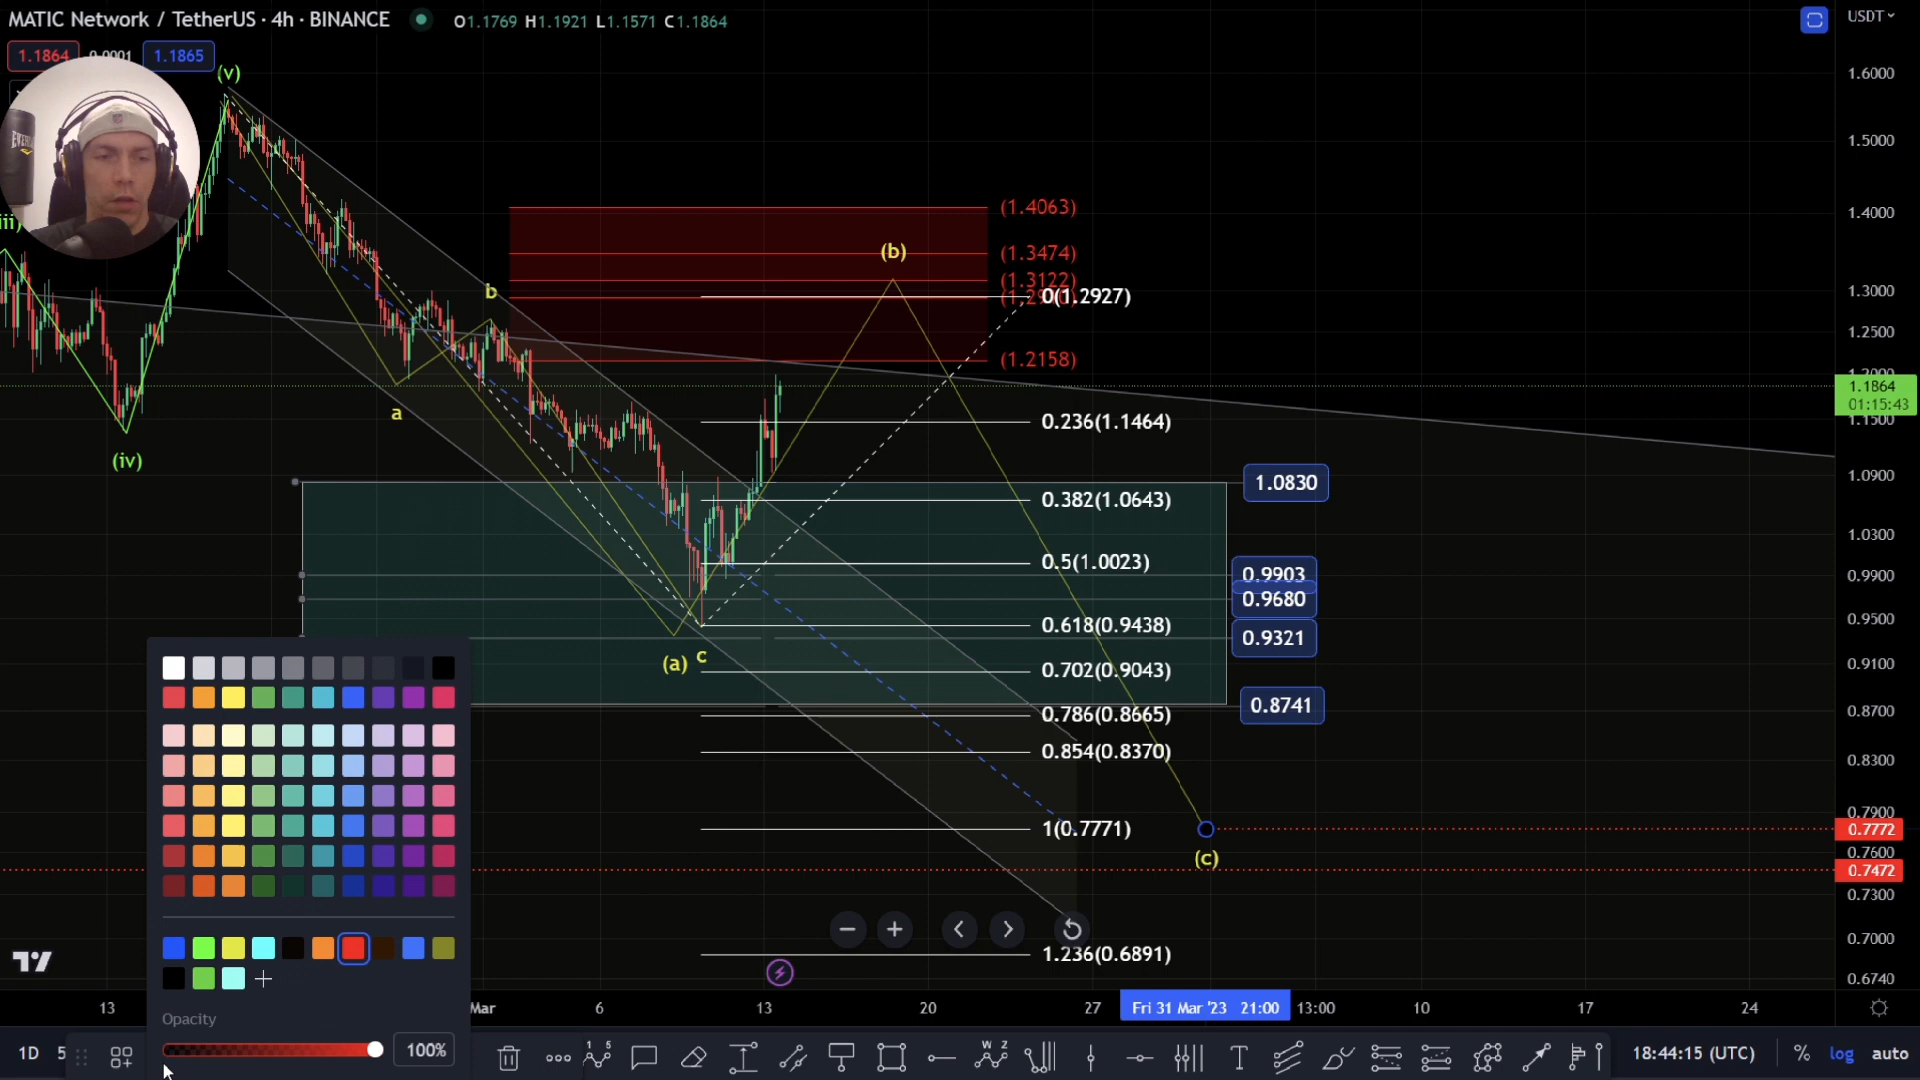 MATIC Network / TetherUS · 4h · BINANCE
O1.1769 H1.1921 L1.1571 C1.1864
USDT
1.1864 0.0001 1.1865
(v)
EVERLAST
(iv)
a
b
(a)
c
(b)
(c)
(1.4063)
(1.3474)
(1.3122)
0(1.2927)
(1.2158)
0.236(1.1464)
0.382(1.0643)
0.5(1.0023)
0.618(0.9438)
0.702(0.9043)
0.786(0.8665)
0.854(0.8370)
1(0.7771)
1.236(0.6891)
1.0830
0.9903
0.9680
0.9321
0.8741
1.6000
1.5000
1.4000
1.3000
1.2500
1.2000
1.1864
01:15:43
1.1500
1.0900
1.0300
0.9900
0.9500
0.9100
0.8700
0.8300
0.7900
0.7772
0.7600
0.7472
0.7300
0.7000
0.6740
13
Mar
6
13
20
27
Fri 31 Mar '23 21:00
13:00
10
17
24
Opacity
100%
1D 5
18:44:15 (UTC)
%
log
auto